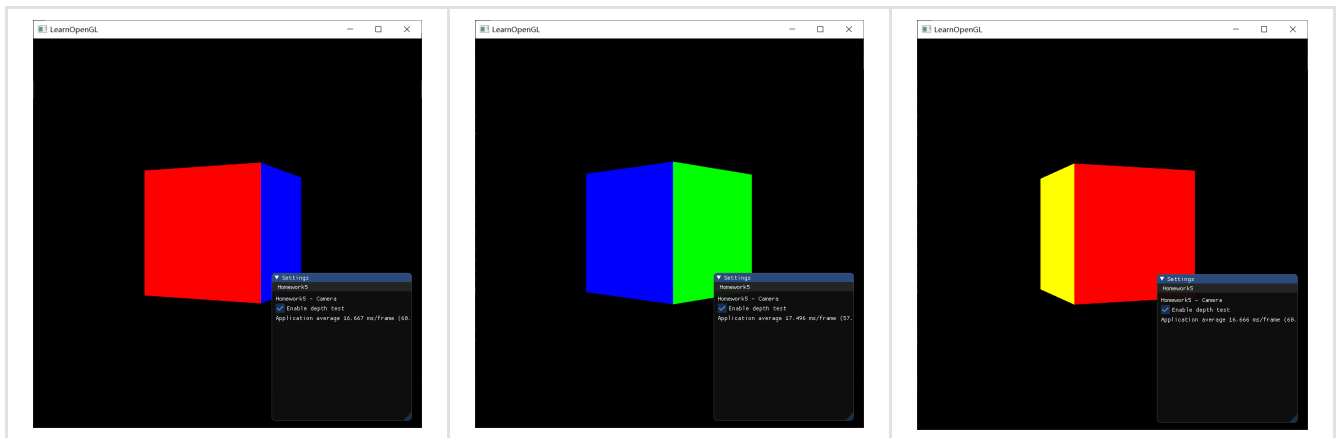 LearnOpenGL
▼ Settings
Homework5
Homework5 - Camera
Enable depth test
Application average 16.667 ms/frame (60.
LearnOpenGL
▼ Settings
Homework5
Homework5 - Camera
Enable depth test
Application average 17.496 ms/frame (57.
LearnOpenGL
▼ Settings
Homework5
Homework5 - Camera
Enable depth test
Application average 16.666 ms/frame (60.